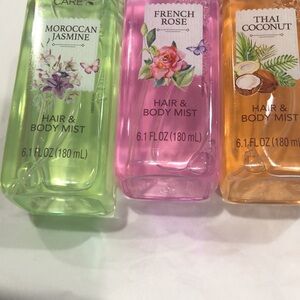 CARE
MOROCCAN
JASMINE
HAIR &
BODY MIST
6.1 FL OZ (180 mL)
FRENCH
ROSE
HAIR &
BODY MIST
6.1 FL OZ (180 mL)
THAI
COCONUT
HAIR &
BODY MIST
6.1 FL OZ (180 mL)